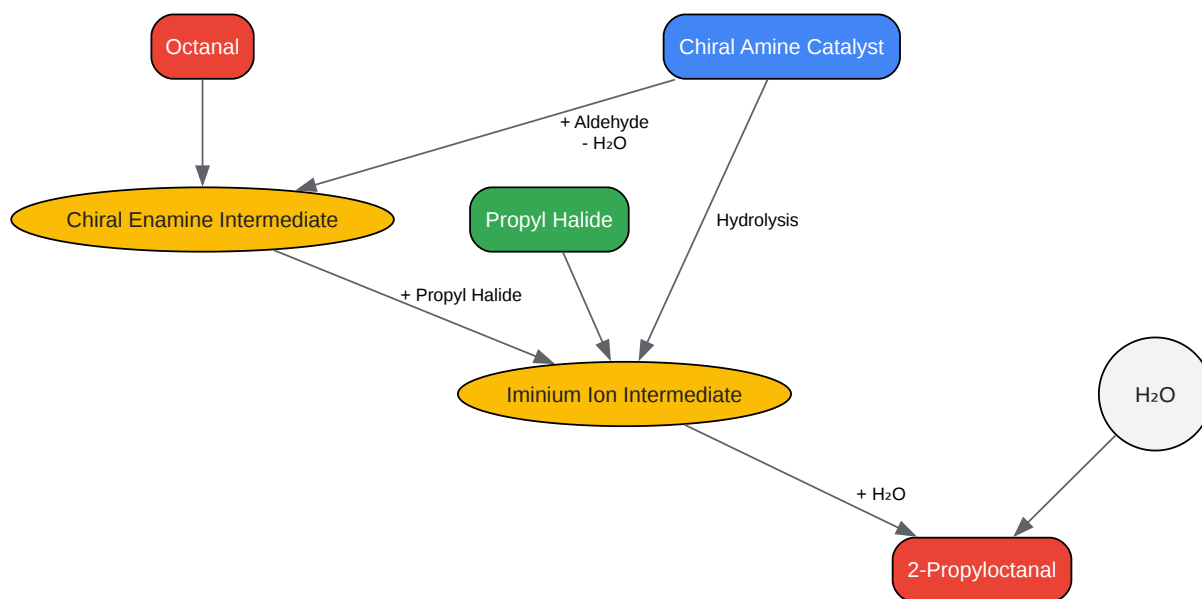 Octanal
Chiral Amine Catalyst
+ Aldehyde
- H₂O
Chiral Enamine Intermediate
Propyl Halide
Hydrolysis
+ Propyl Halide
Iminium Ion Intermediate
H₂O
+ H₂O
2-Propyloctanal